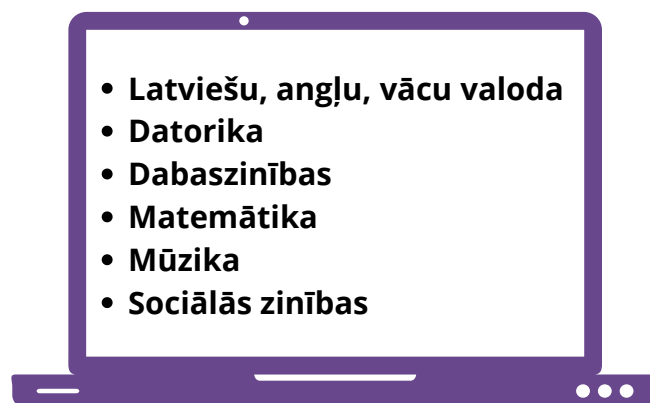 • Latviešu, angļu, vācu valoda
• Datorika
• Dabaszinības
• Matemātika
• Mūzika
• Sociālās zinības